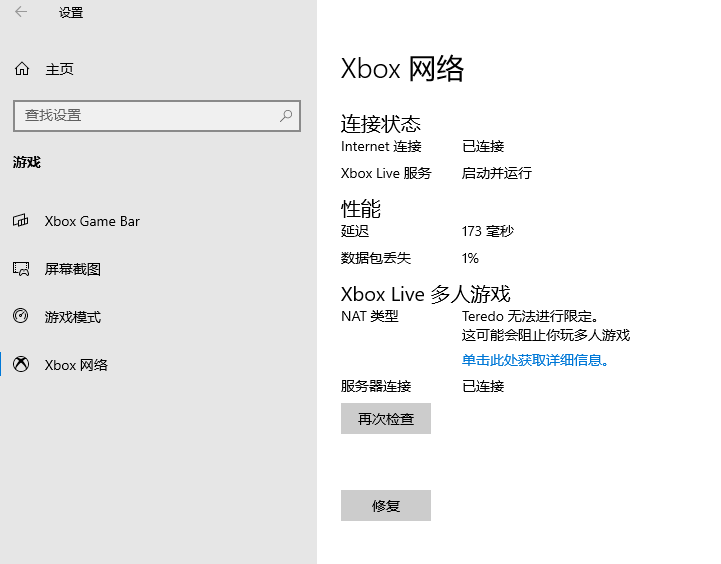 设置
主页
查找设置
游戏
Xbox Game Bar
屏幕截图
游戏模式
Xbox 网络
Xbox 网络
连接状态
Internet 连接 已连接
Xbox Live 服务 启动并运行
性能
延迟 173 毫秒
数据包丢失 1%
Xbox Live 多人游戏
NAT 类型 Teredo 无法进行限定。
这可能会阻止你玩多人游戏
单击此处获取详细信息。
服务器连接 已连接
再次检查
修复